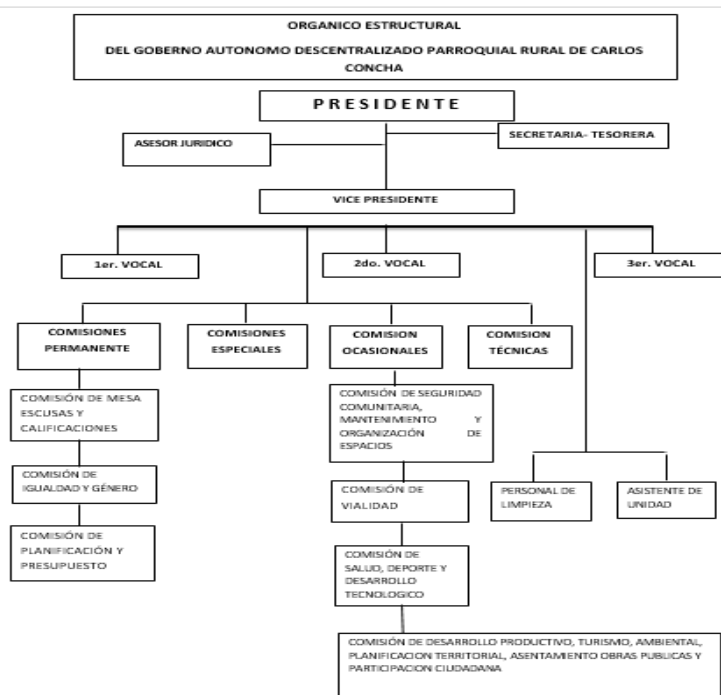 ORGANICO ESTRUCTURAL
DEL GOBERNO AUTONOMO DESCENTRALIZADO PARROQUIAL RURAL DE CARLOS
CONCHA
PRESIDENTE
SECRETARIA- TESORERA
ASESOR JURIDICO
VICE PRESIDENTE
1er. VOCAL
2do. VOCAL
3er. VOCAL
COMISIONES
PERMANENTE
COMISIONES
ESPECIALES
COMISION
OCASIONALES
COMISION
TÉCNICAS
COMISIÓN DE MESA
ESCUSAS Y
CALIFICACIONES
COMISIÓN DE
IGUALDAD Y GÉNERO
COMISIÓN DE
PLANIFICACIÓN Y
PRESUPUESTO
COMISIÓN DE SEGURIDAD
COMUNITARIA,
MANTENIMIENTO Y
ORGANIZACIÓN DE
ESPACIOS
COMISIÓN DE
VIALIDAD
COMISIÓN DE
SALUD, DEPORTE Y
DESARROLLO
TECNOLOGICO
COMISIÓN DE DESARROLLO PRODUCTIVO, TURISMO, AMBIENTAL,
PLANIFICACION TERRITORIAL, ASENTAMIENTO OBRAS PUBLICAS Y
PARTICIPACION CIUDADANA
PERSONAL DE
LIMPIEZA
ASISTENTE DE
UNIDAD